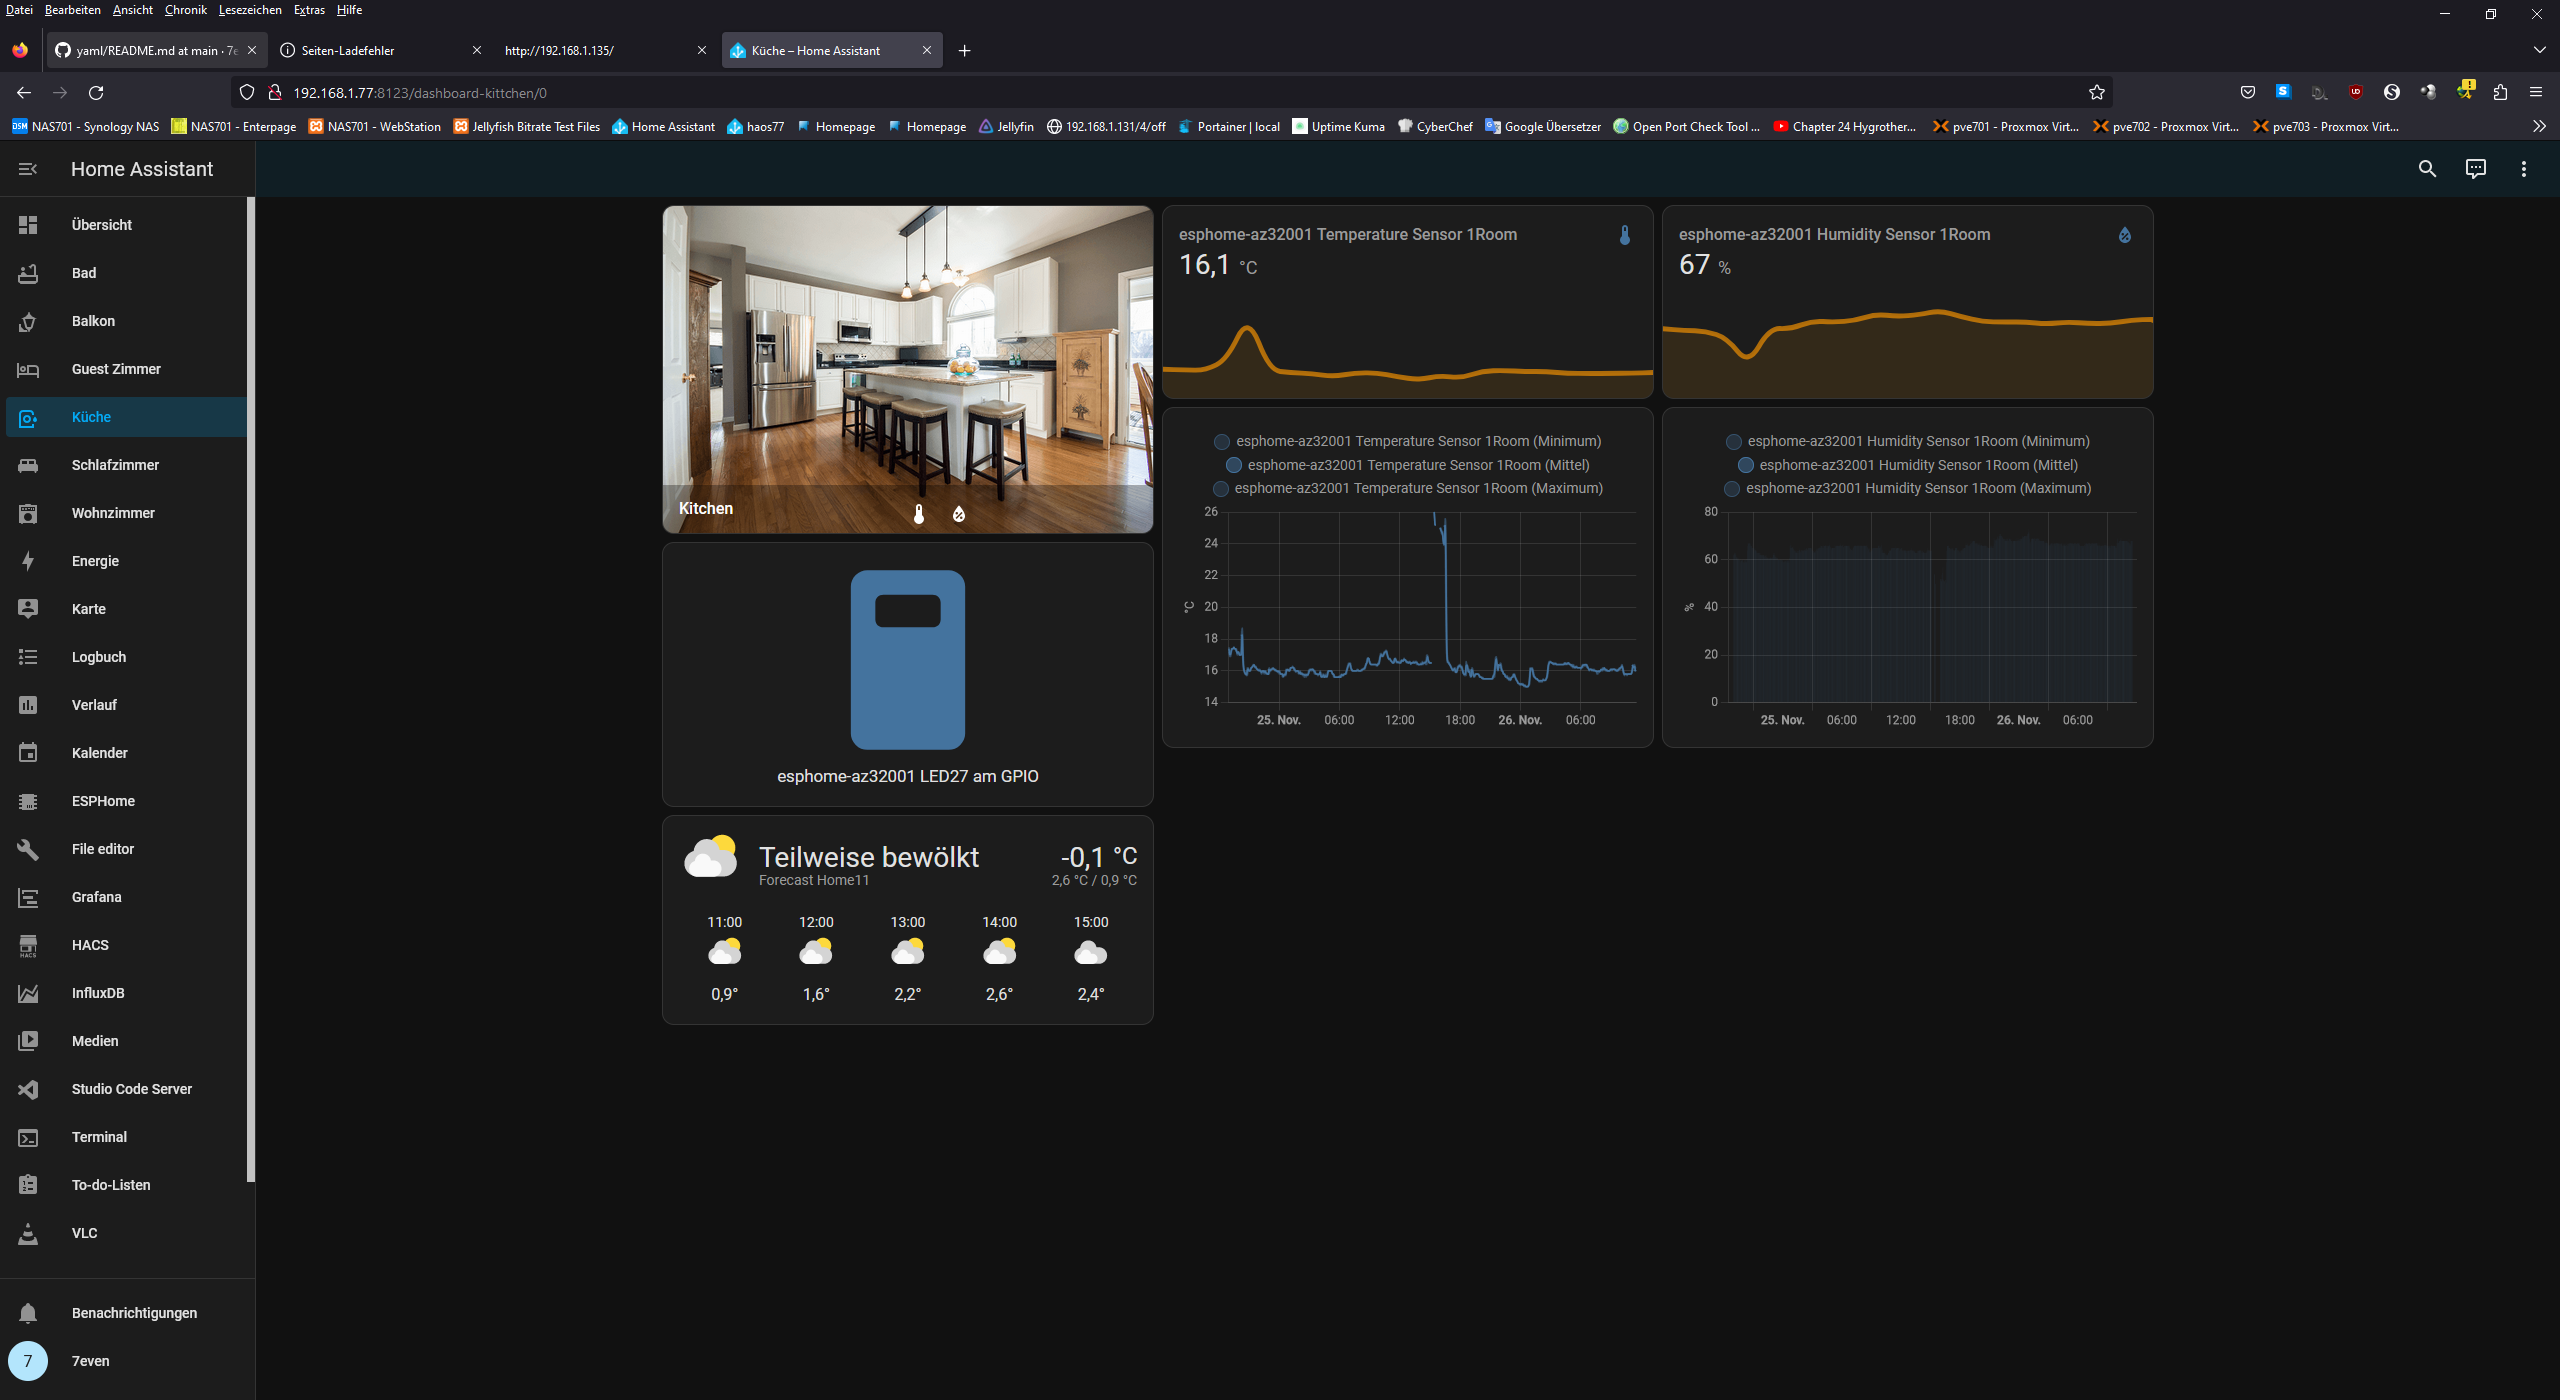 Datei Bearbeiten Ansicht Chronik Lesezeichen Extras Hilfe
yaml/README.md at main · 7e
Seiten-Ladefehler
http://192.168.1.135/
Küche – Home Assistant
192.168.1.77:8123/dashboard-kittchen/0
NAS701 - Synology NAS
NAS701 - Enterpage
NAS701 - WebStation
Jellyfish Bitrate Test Files
Home Assistant
haos77
Homepage
Homepage
Jellyfin
192.168.1.131/4/off
Portainer | local
Uptime Kuma
CyberChef
Google Übersetzer
Open Port Check Tool ...
Chapter 24 Hygrother...
pve701 - Proxmox Virt...
pve702 - Proxmox Virt...
pve703 - Proxmox Virt...
Home Assistant
Übersicht
Bad
Balkon
Guest Zimmer
Küche
Schlafzimmer
Wohnzimmer
Energie
Karte
Logbuch
Verlauf
Kalender
ESPHome
File editor
Grafana
HACS
InfluxDB
Medien
Studio Code Server
Terminal
To-do-Listen
VLC
Benachrichtigungen
7
7even
Kitchen
esphome-az32001 LED27 am GPIO
Teilweise bewölkt
-0,1 °C
Forecast Home11
2,6 °C / 0,9 °C
11:00 12:00 13:00 14:00 15:00
0,9° 1,6° 2,2° 2,6° 2,4°
esphome-az32001 Temperature Sensor 1Room
16,1 °C
esphome-az32001 Temperature Sensor 1Room (Minimum)
esphome-az32001 Temperature Sensor 1Room (Mittel)
esphome-az32001 Temperature Sensor 1Room (Maximum)
26
24
22
°C
20
18
16
14
25. Nov. 06:00 12:00 18:00 26. Nov. 06:00
esphome-az32001 Humidity Sensor 1Room
67 %
esphome-az32001 Humidity Sensor 1Room (Minimum)
esphome-az32001 Humidity Sensor 1Room (Mittel)
esphome-az32001 Humidity Sensor 1Room (Maximum)
80
60
%
40
20
0
25. Nov. 06:00 12:00 18:00 26. Nov. 06:00